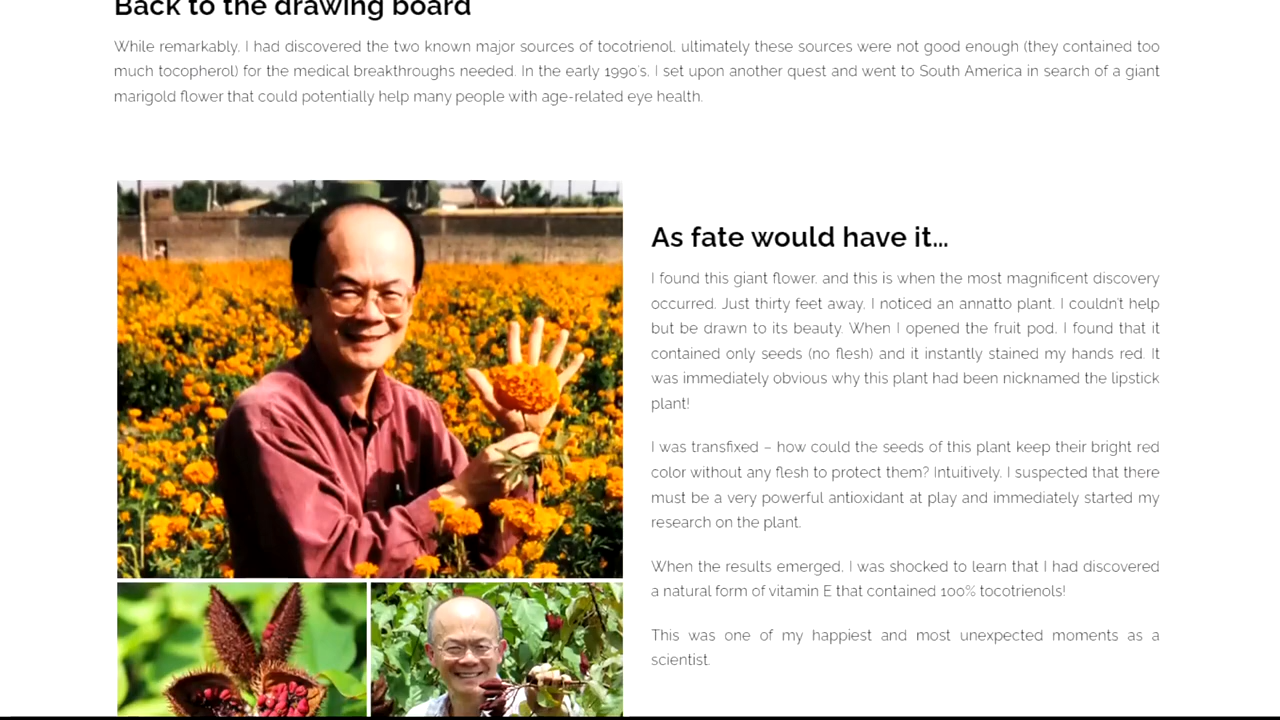 Back to the drawing board
While remarkably, I had discovered the two known major sources of tocotrienol, ultimately these sources were not good enough (they contained too
much tocopherol) for the medical breakthroughs needed. In the early 1990's, I set upon another quest and went to South America in search of a giant
marigold flower that could potentially help many people with age-related eye health.
As fate would have it...
I found this giant flower, and this is when the most magnificent discovery
occurred. Just thirty feet away, I noticed an annatto plant. I couldn't help
but be drawn to its beauty. When I opened the fruit pod, I found that it
contained only seeds (no flesh) and it instantly stained my hands red. It
was immediately obvious why this plant had been nicknamed the lipstick
plant!
I was transfixed – how could the seeds of this plant keep their bright red
color without any flesh to protect them? Intuitively, I suspected that there
must be a very powerful antioxidant at play and immediately started my
research on the plant.
When the results emerged, I was shocked to learn that I had discovered
a natural form of vitamin E that contained 100% tocotrienols!
This was one of my happiest and most unexpected moments as a
scientist.